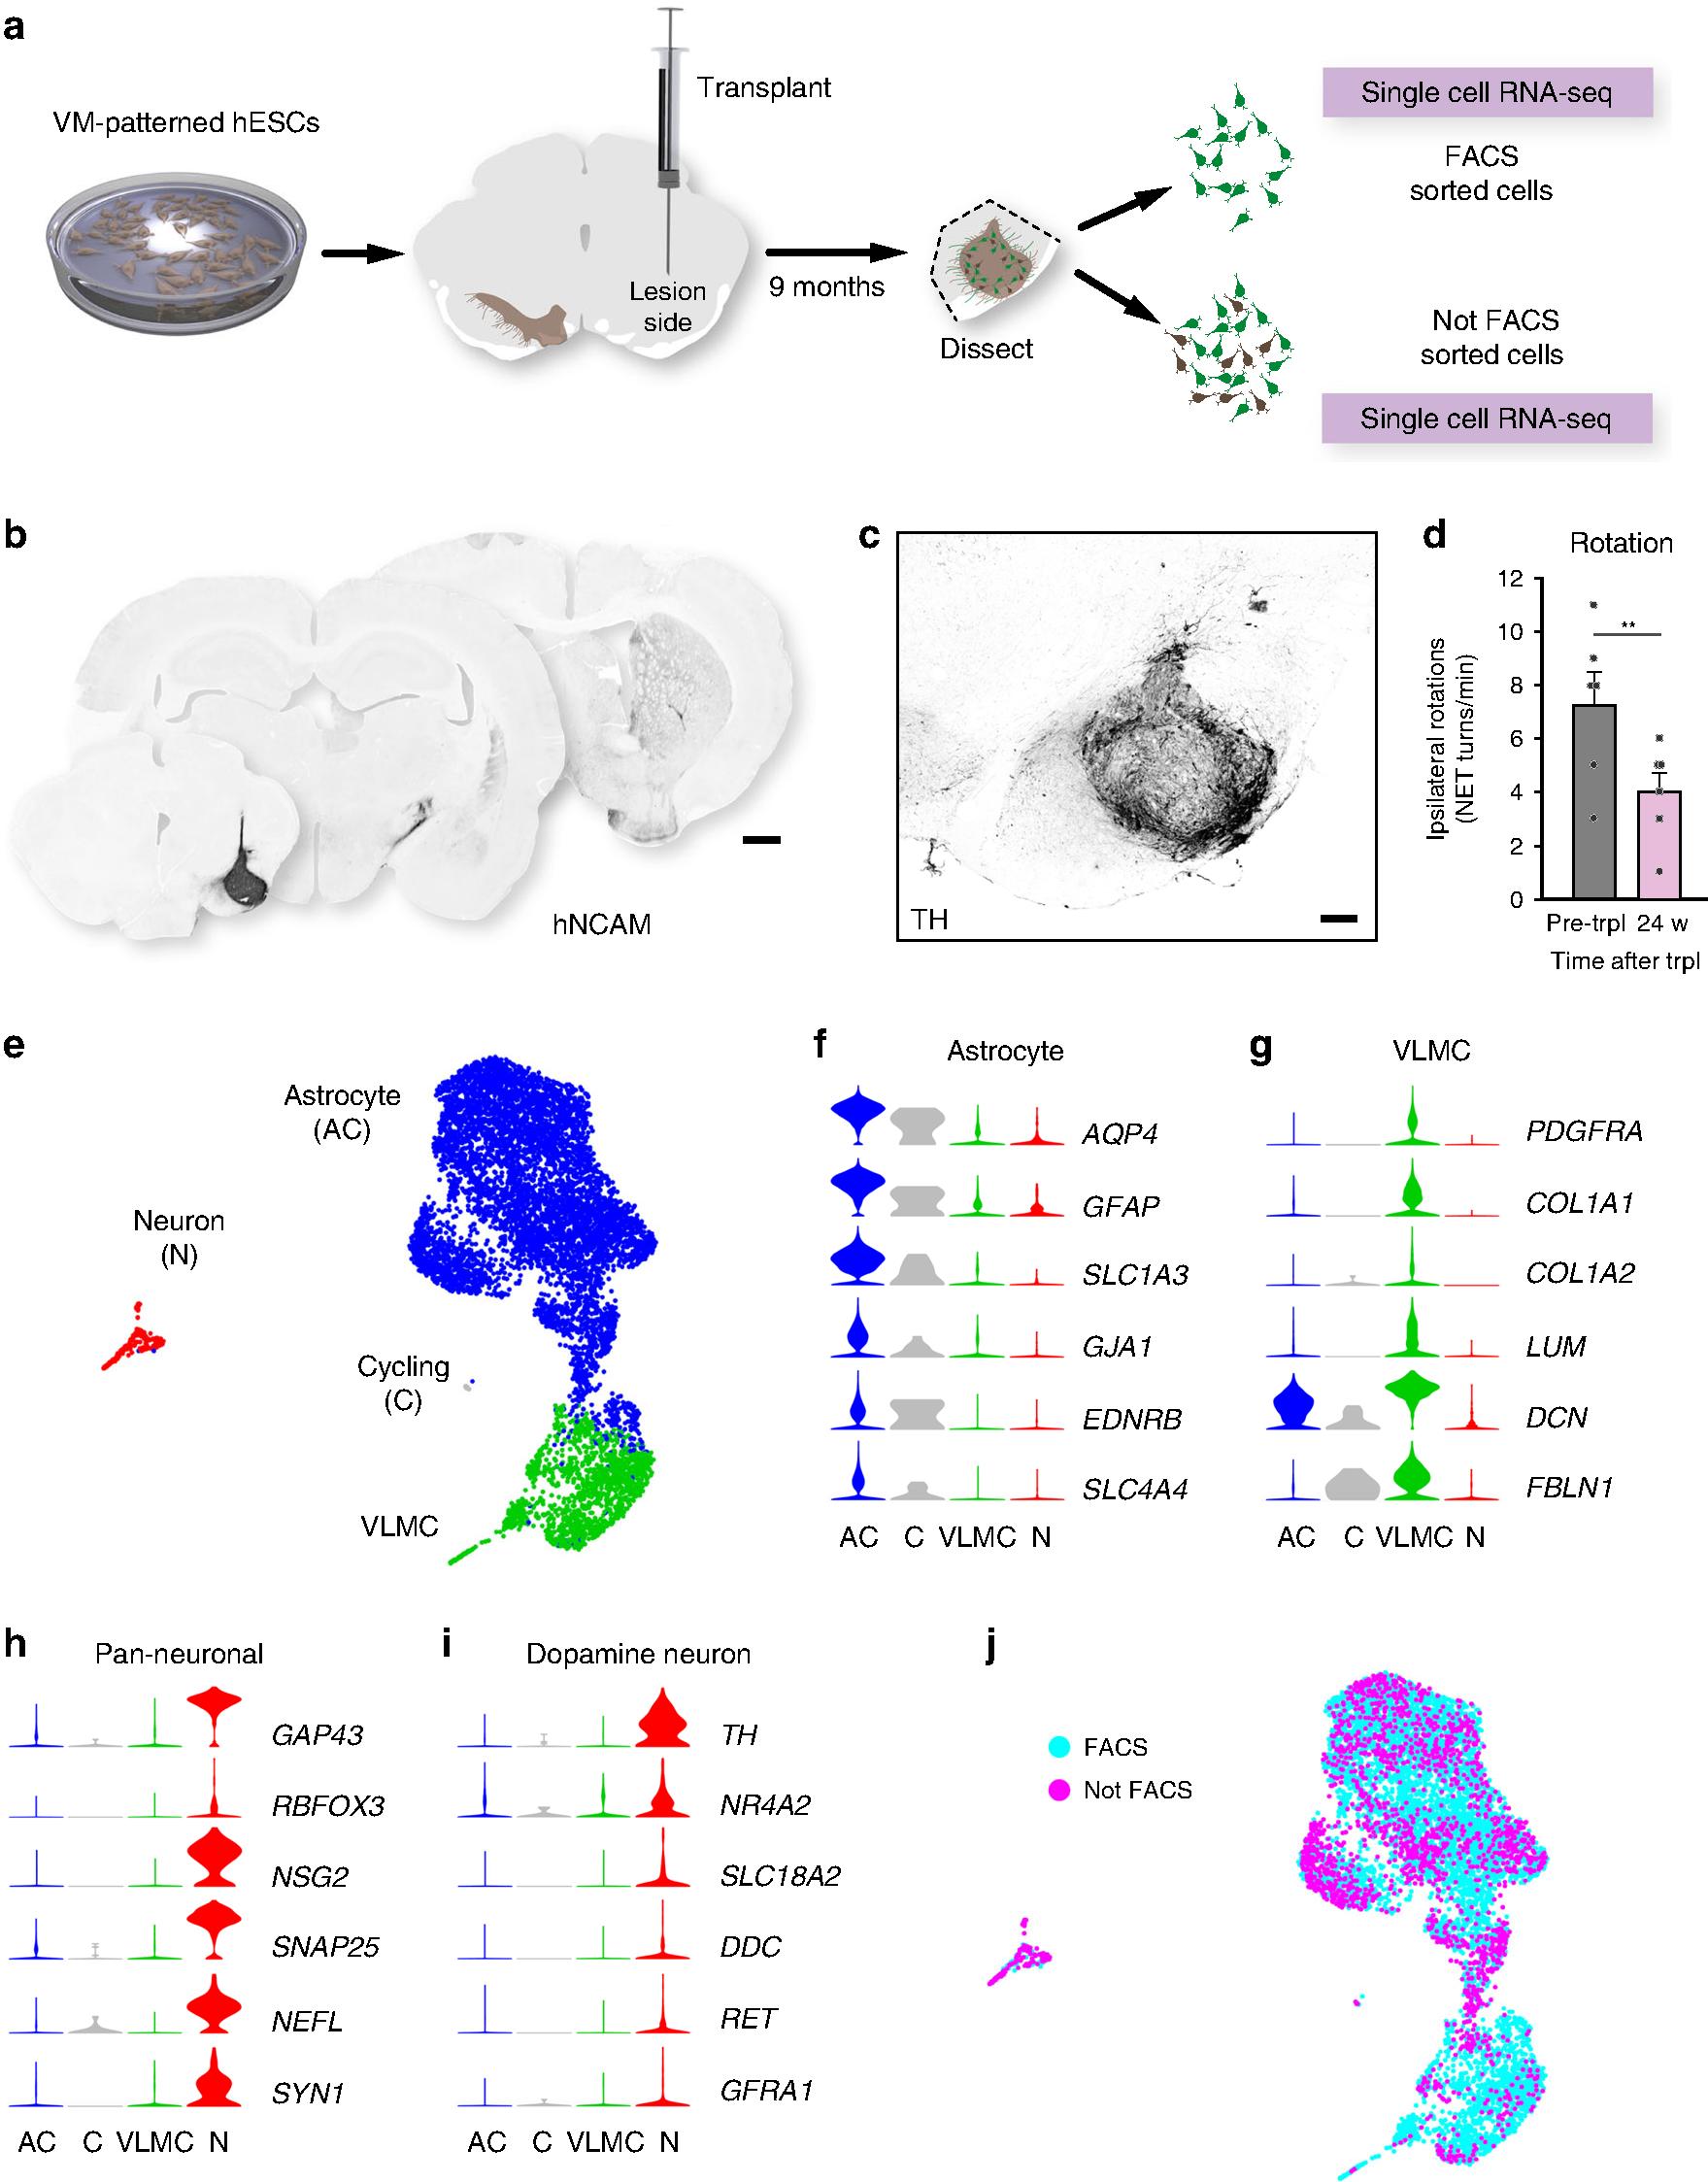 a
VM-patterned hESCs
Transplant
Lesion
side
9 months
Dissect
Single cell RNA-seq
FACS
sorted cells
Not FACS
sorted cells
Single cell RNA-seq
b
hNCAM
c
TH
d
Rotation
Ipsilateral rotations
(NET turns/min)
12
10
8
6
4
2
0
**
Pre-trpl 24 w
Time after trpl
e
Astrocyte
(AC)
Neuron
(N)
Cycling
(C)
VLMC
f
Astrocyte
AQP4
GFAP
SLC1A3
GJA1
EDNRB
SLC4A4
AC C VLMC N
g
VLMC
PDGFRA
COL1A1
COL1A2
LUM
DCN
FBLN1
AC C VLMC N
h
Pan-neuronal
GAP43
RBFOX3
NSG2
SNAP25
NEFL
SYN1
AC C VLMC N
i
Dopamine neuron
TH
NR4A2
SLC18A2
DDC
RET
GFRA1
AC C VLMC N
j
FACS
Not FACS